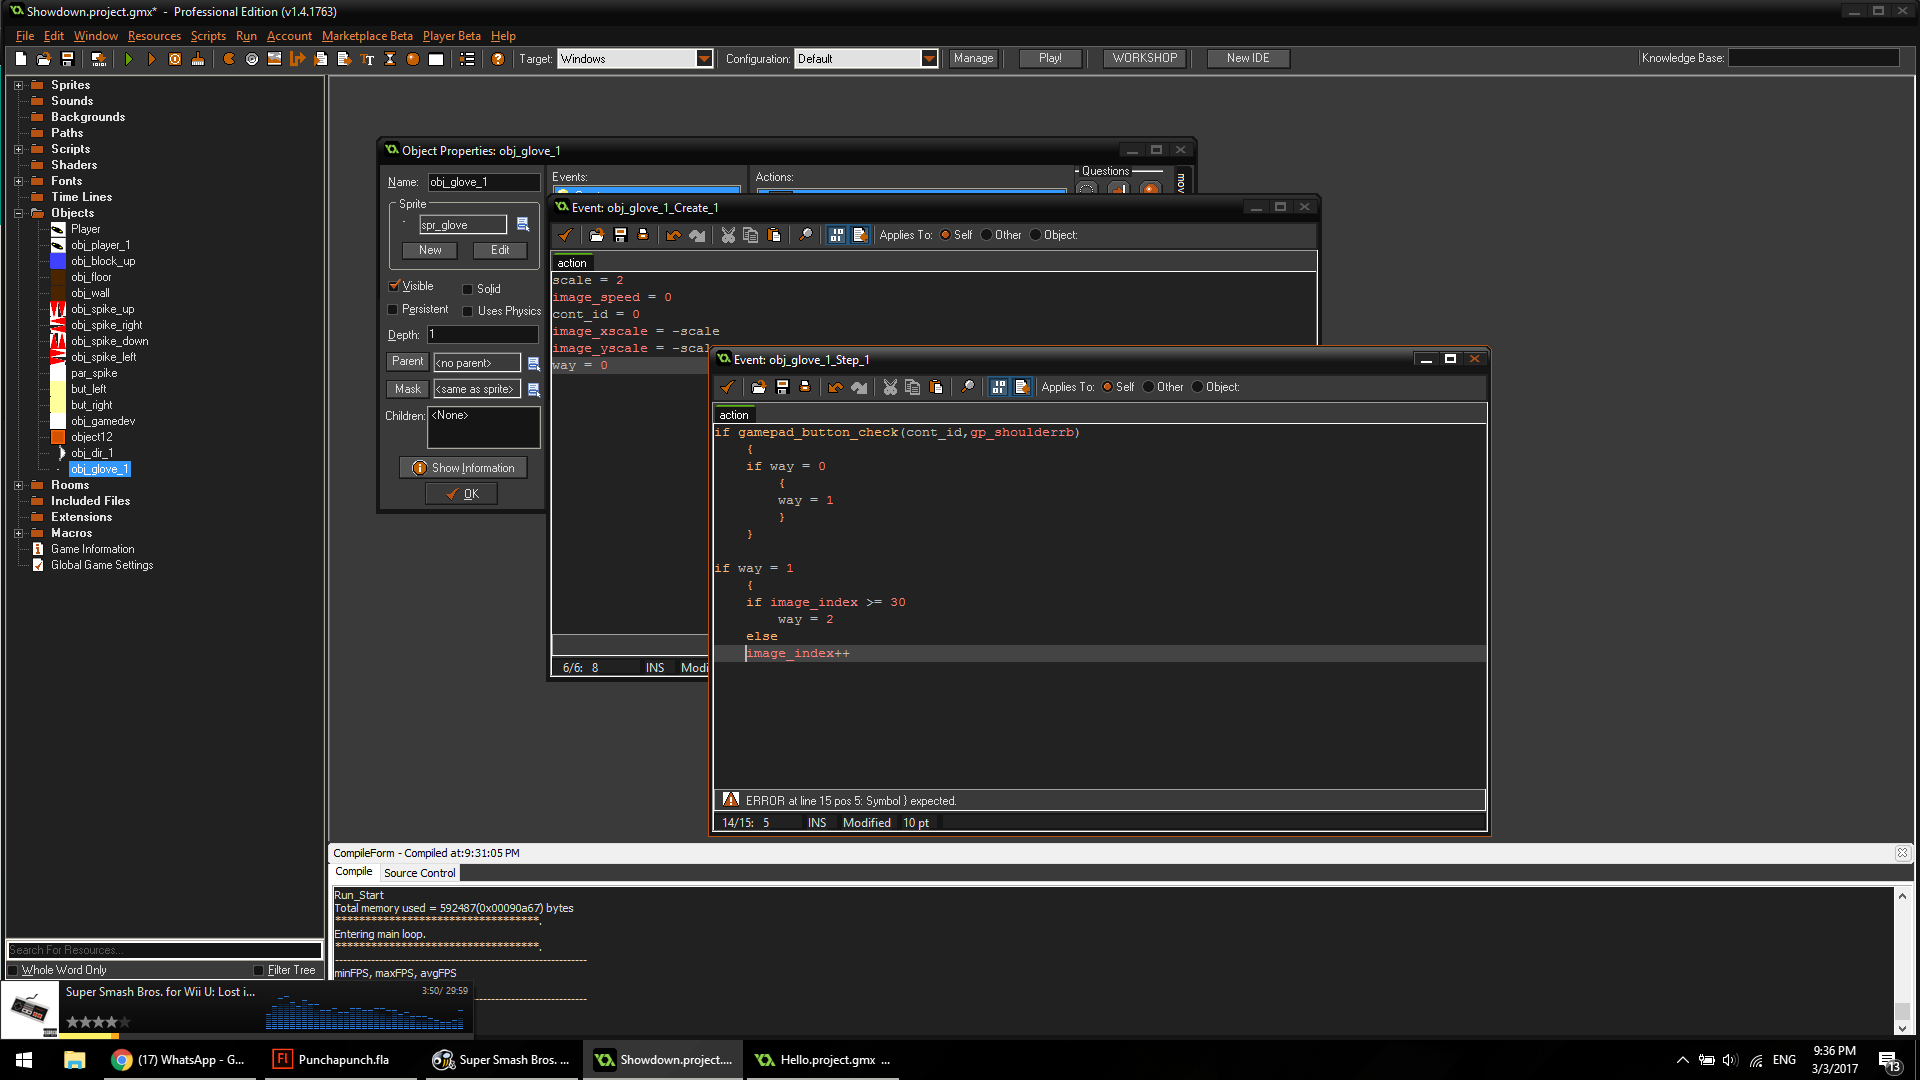 Showdown.project.gmx* - Professional Edition (v1.4.1763)
File Edit Window Resources Scripts Run Account Marketplace Beta Player Beta Help
Target: Windows Configuration: Default Manage Play! WORKSHOP New IDE Knowledge Base:
Sprites
Sounds
Backgrounds
Paths
Scripts
Shaders
Fonts
Time Lines
Objects
Player
obj_player_1
obj_block_up
obj_floor
obj_wall
obj_spike_up
obj_spike_right
obj_spike_down
obj_spike_left
par_spike
but_left
but_right
obj_gamedev
object12
obj_dir_1
obj_glove_1
Rooms
Included Files
Extensions
Macros
Game Information
Global Game Settings
Search For Resources...
Whole Word Only Filter Tree
Object Properties: obj_glove_1
Name: obj_glove_1
Sprite
spr_glove
New Edit
Visible Solid
Persistent Uses Physics
Depth: 1
Parent <no parent>
Mask <same as sprite>
Children: <None>
Show Information
OK
Events: Actions: Questions
Event: obj_glove_1_Create_1
Applies To: Self Other Object:
action
scale = 2
image_speed = 0
cont_id = 0
image_xscale = -scale
image_yscale = -scal
way = 0
6/6: 8 INS Modi
Event: obj_glove_1_Step_1
Applies To: Self Other Object:
action
if gamepad_button_check(cont_id,gp_shoulderrb)
{
if way = 0
{
way = 1
}
}
if way = 1
{
if image_index >= 30
way = 2
else
image_index++
ERROR at line 15 pos 5: Symbol } expected.
14/15: 5 INS Modified 10 pt
CompileForm - Compiled at:9:31:05 PM
Compile Source Control
Run_Start
Total memory used = 592487(0x00090a67) bytes
***********************************.
Entering main loop.
***********************************.
minFPS, maxFPS, avgFPS
Super Smash Bros. for Wii U: Lost i... 3:50/ 29:59
(17) WhatsApp - G... Punchapunch.fla Super Smash Bros. ... Showdown.project.... Hello.project.gmx ...
ENG 9:36 PM
3/3/2017
13